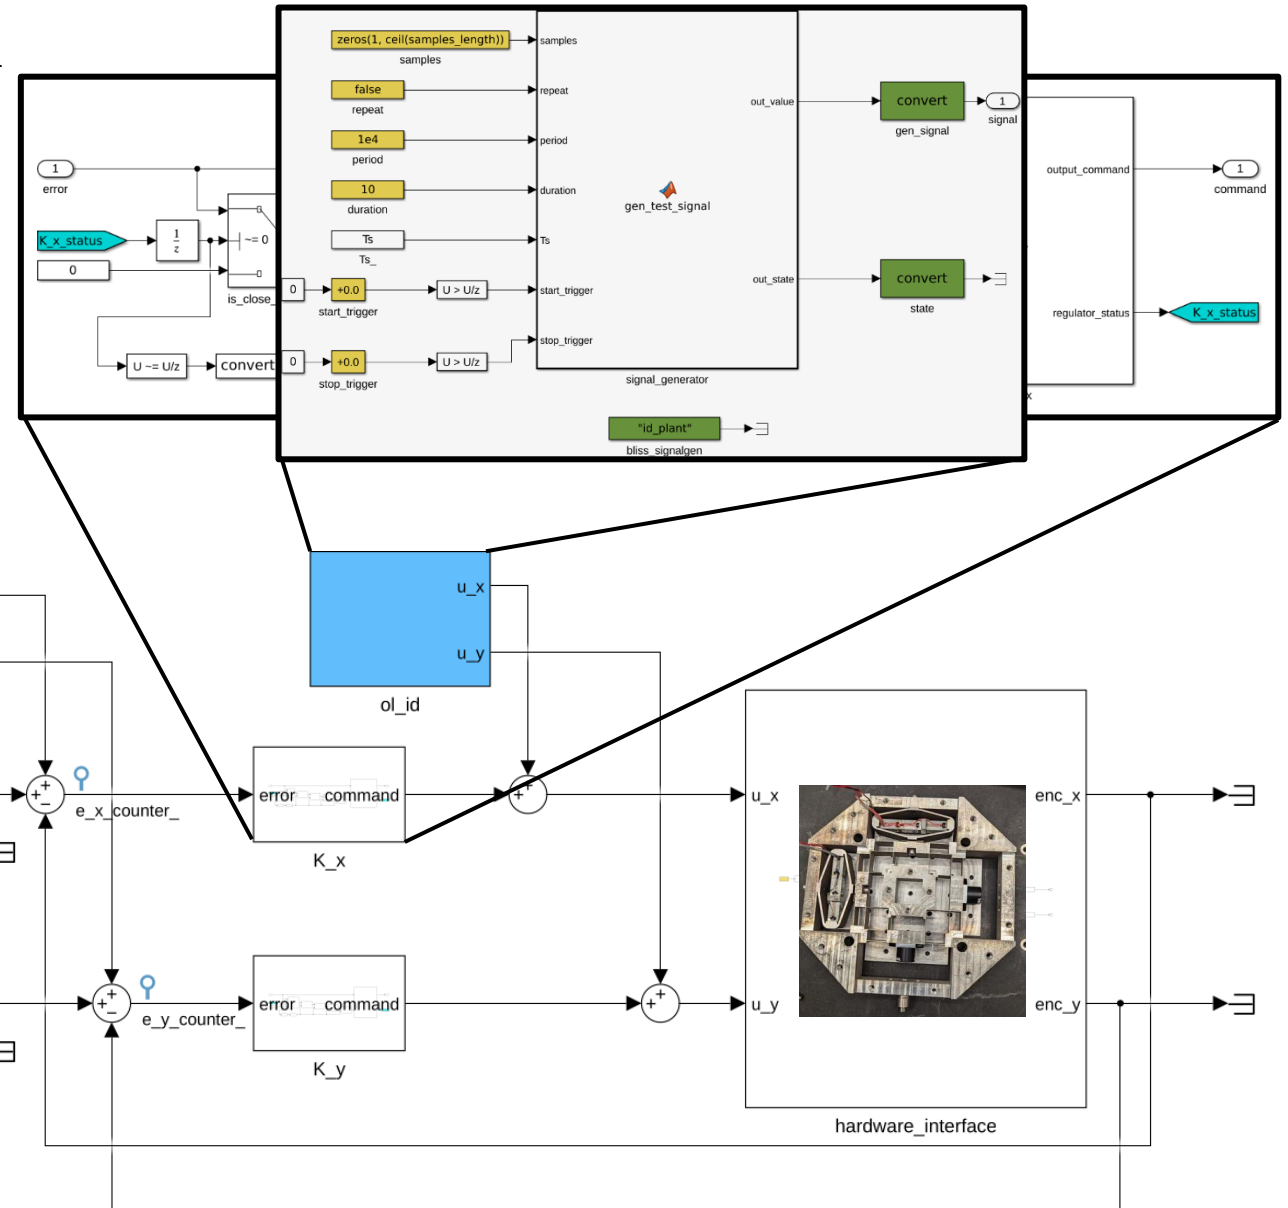 zeros(1, ceil(samples_length))
samples
samples
false
repeat
repeat
1e4
period
period
10
duration
duration
Ts
Ts_
Ts
0
+0.0
start_trigger
U > U/z
start_trigger
0
+0.0
stop_trigger
U > U/z
stop_trigger
gen_test_signal
out_value
out_state
signal_generator
convert
gen_signal
1
signal
convert
state
"id_plant"
bliss_signalgen
1
error
K_x_status
1
z
~= 0
0
is_close_
U ~= U/z
convert
output_command
1
command
regulator_status
K_x_status
x
u_x
u_y
ol_id
+
+
−
e_x_counter_
error
command
K_x
+
+
u_x
enc_x
+
+
−
e_y_counter_
error
command
K_y
+
+
u_y
enc_y
hardware_interface